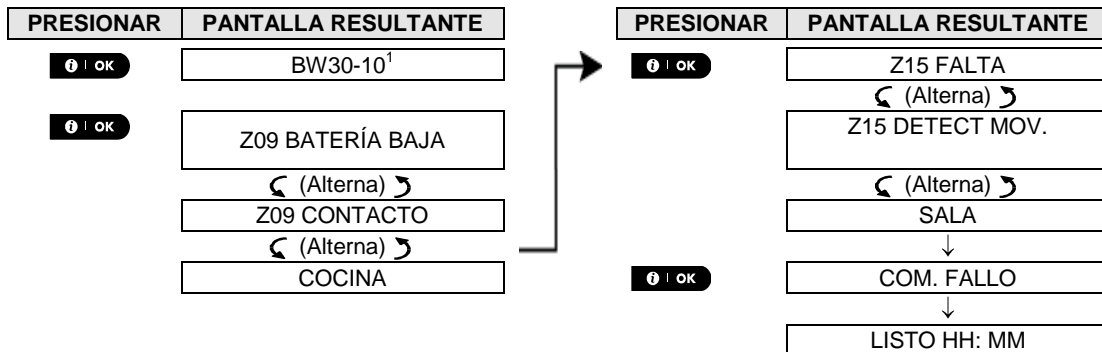 PRESIONAR PANTALLA RESULTANTE
i | OK BW30-10¹
i | OK Z09 BATERÍA BAJA
(Alterna)
Z09 CONTACTO
(Alterna)
COCINA
PRESIONAR PANTALLA RESULTANTE
i | OK Z15 FALTA
(Alterna)
Z15 DETECT MOV.
(Alterna)
SALA
↓
i | OK COM. FALLO
↓
LISTO HH: MM